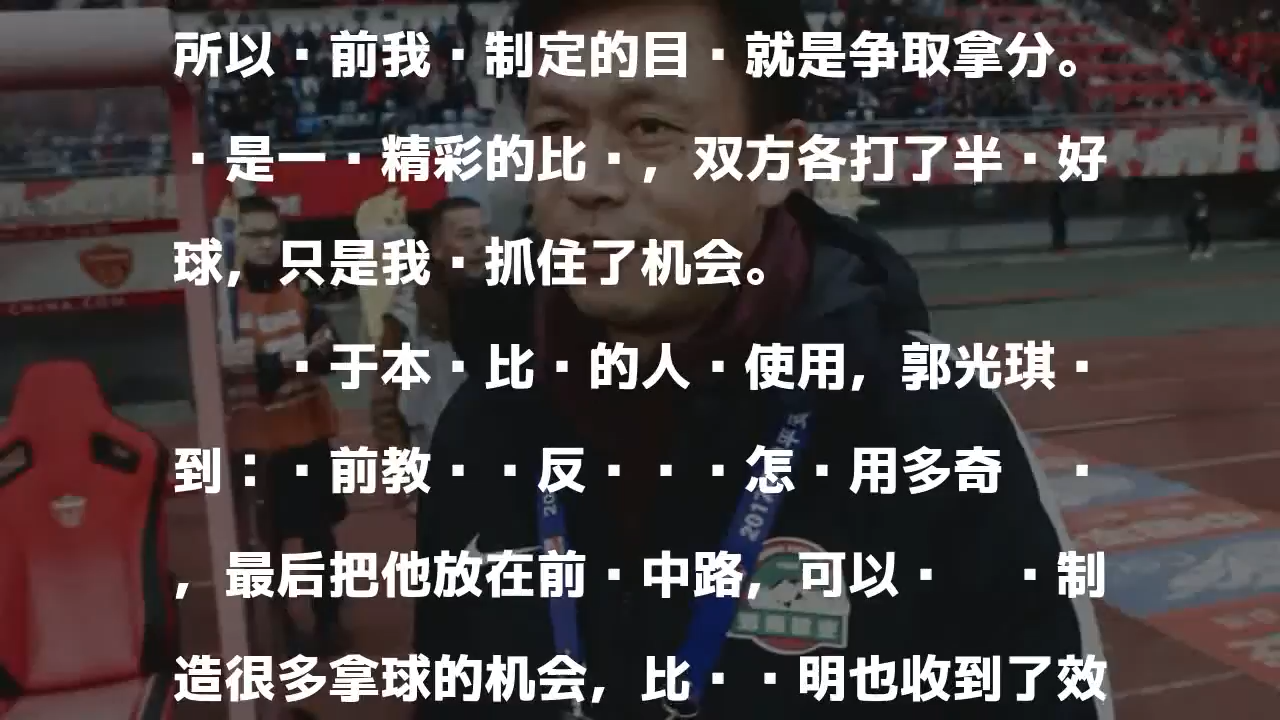 所以·前我·制定的目·就是争取拿分。
·是一·精彩的比·，双方各打了半·好
球，只是我·抓住了机会。
·于本·比·的人·使用，郭光琪·
到：·前教··反···怎·用多奇　·
，最后把他放在前·中路，可以·　·制
造很多拿球的机会，比··明也收到了效
CHINA.COM
2017